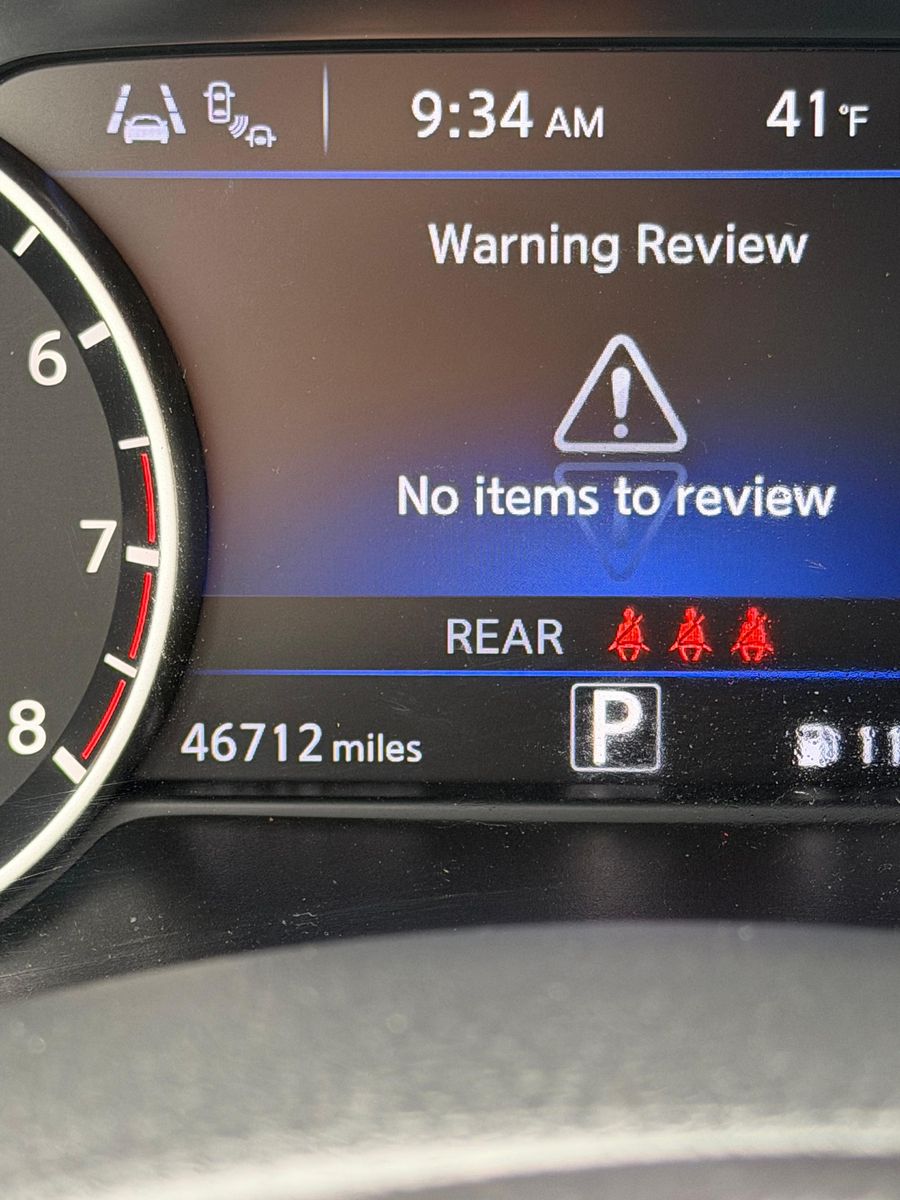 9:34 AM 41°F
Warning Review
6
No items to review
7
REAR
8
46712 miles P